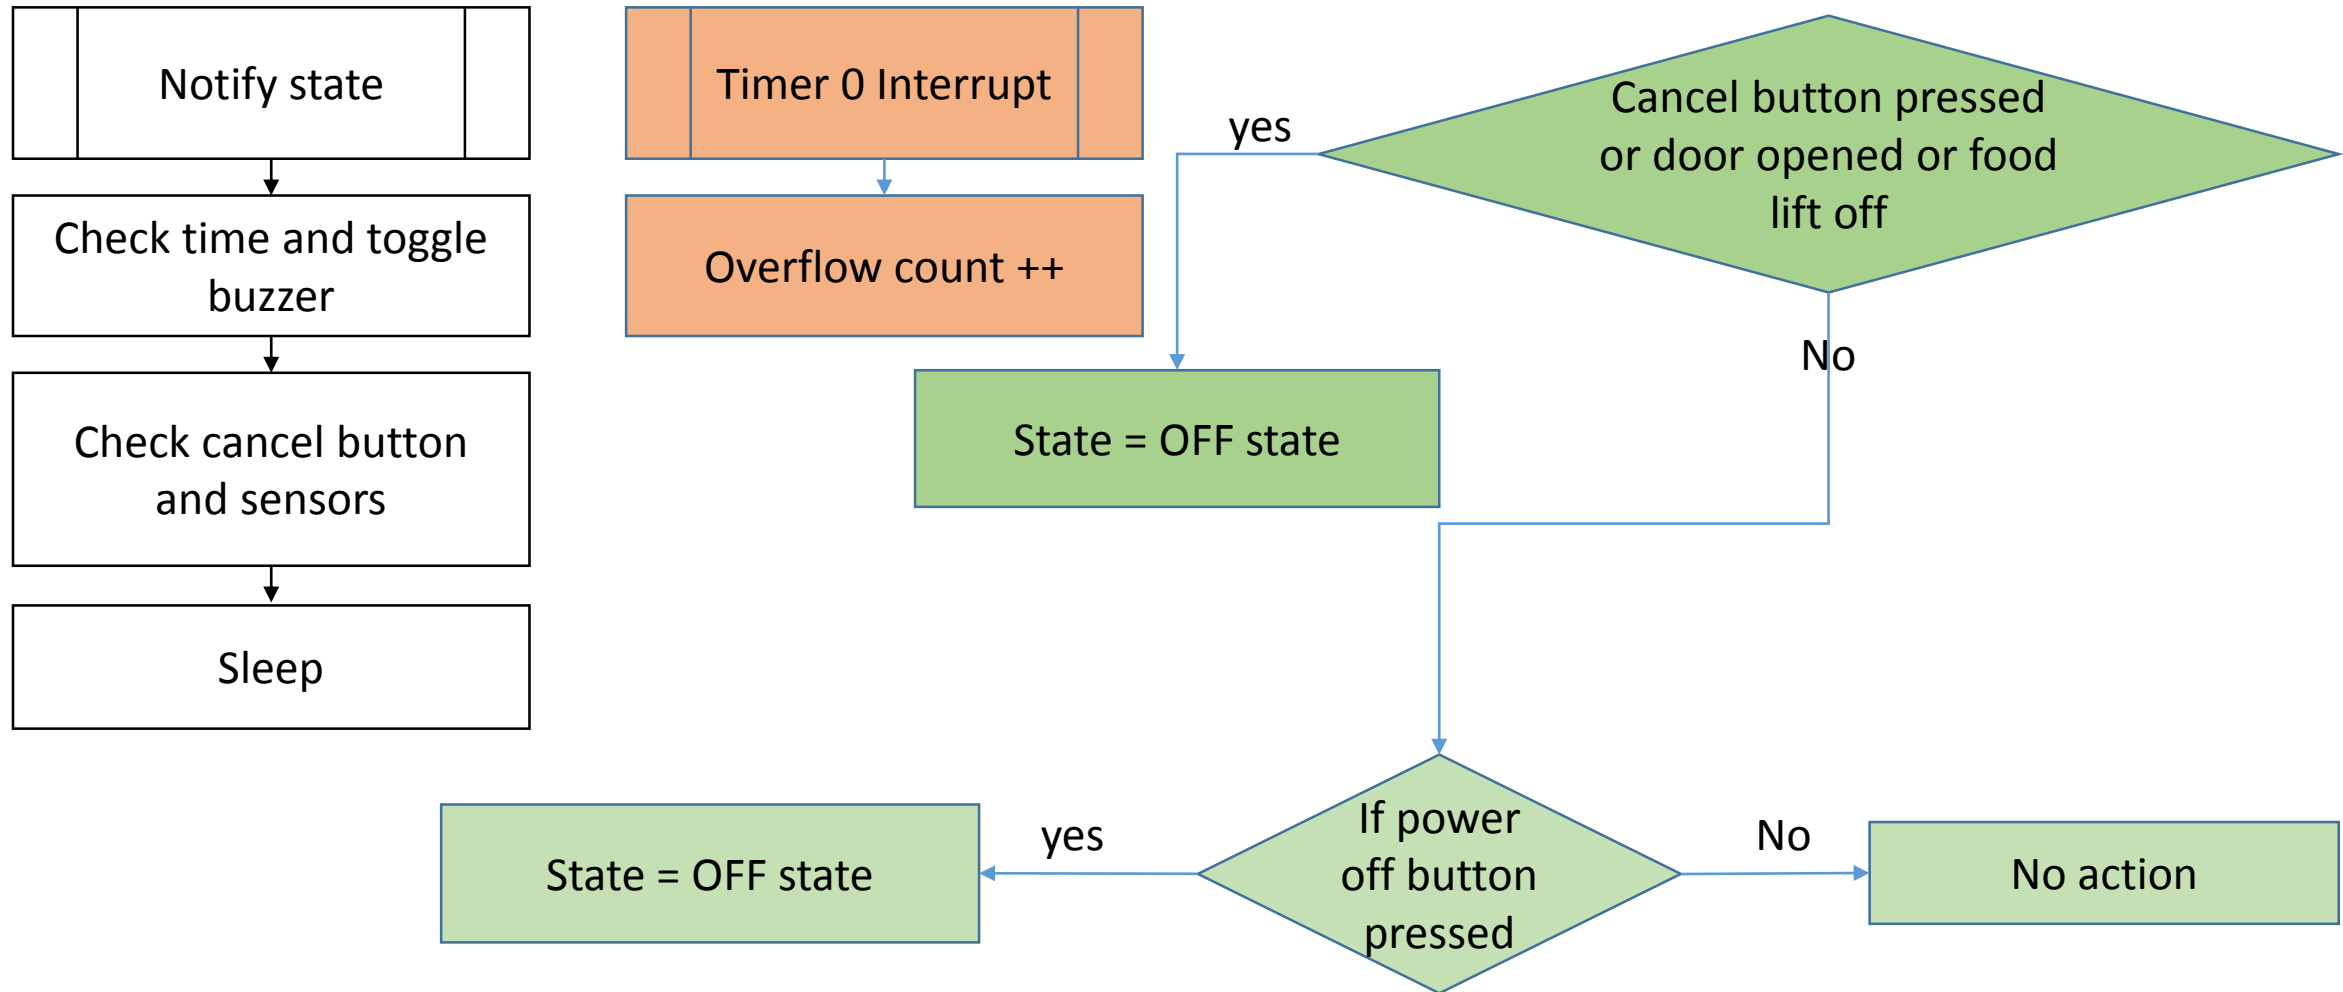 Notify state
Check time and toggle
buzzer
Check cancel button
and sensors
Sleep
Timer 0 Interrupt
Overflow count ++
Cancel button pressed
or door opened or food
lift off
yes
No
State = OFF state
If power
off button
pressed
yes
No
State = OFF state
No action